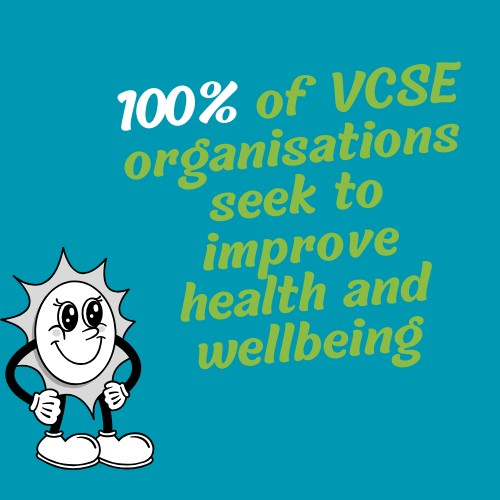 100% of VCSE
organisations
seek to
improve
health and
wellbeing